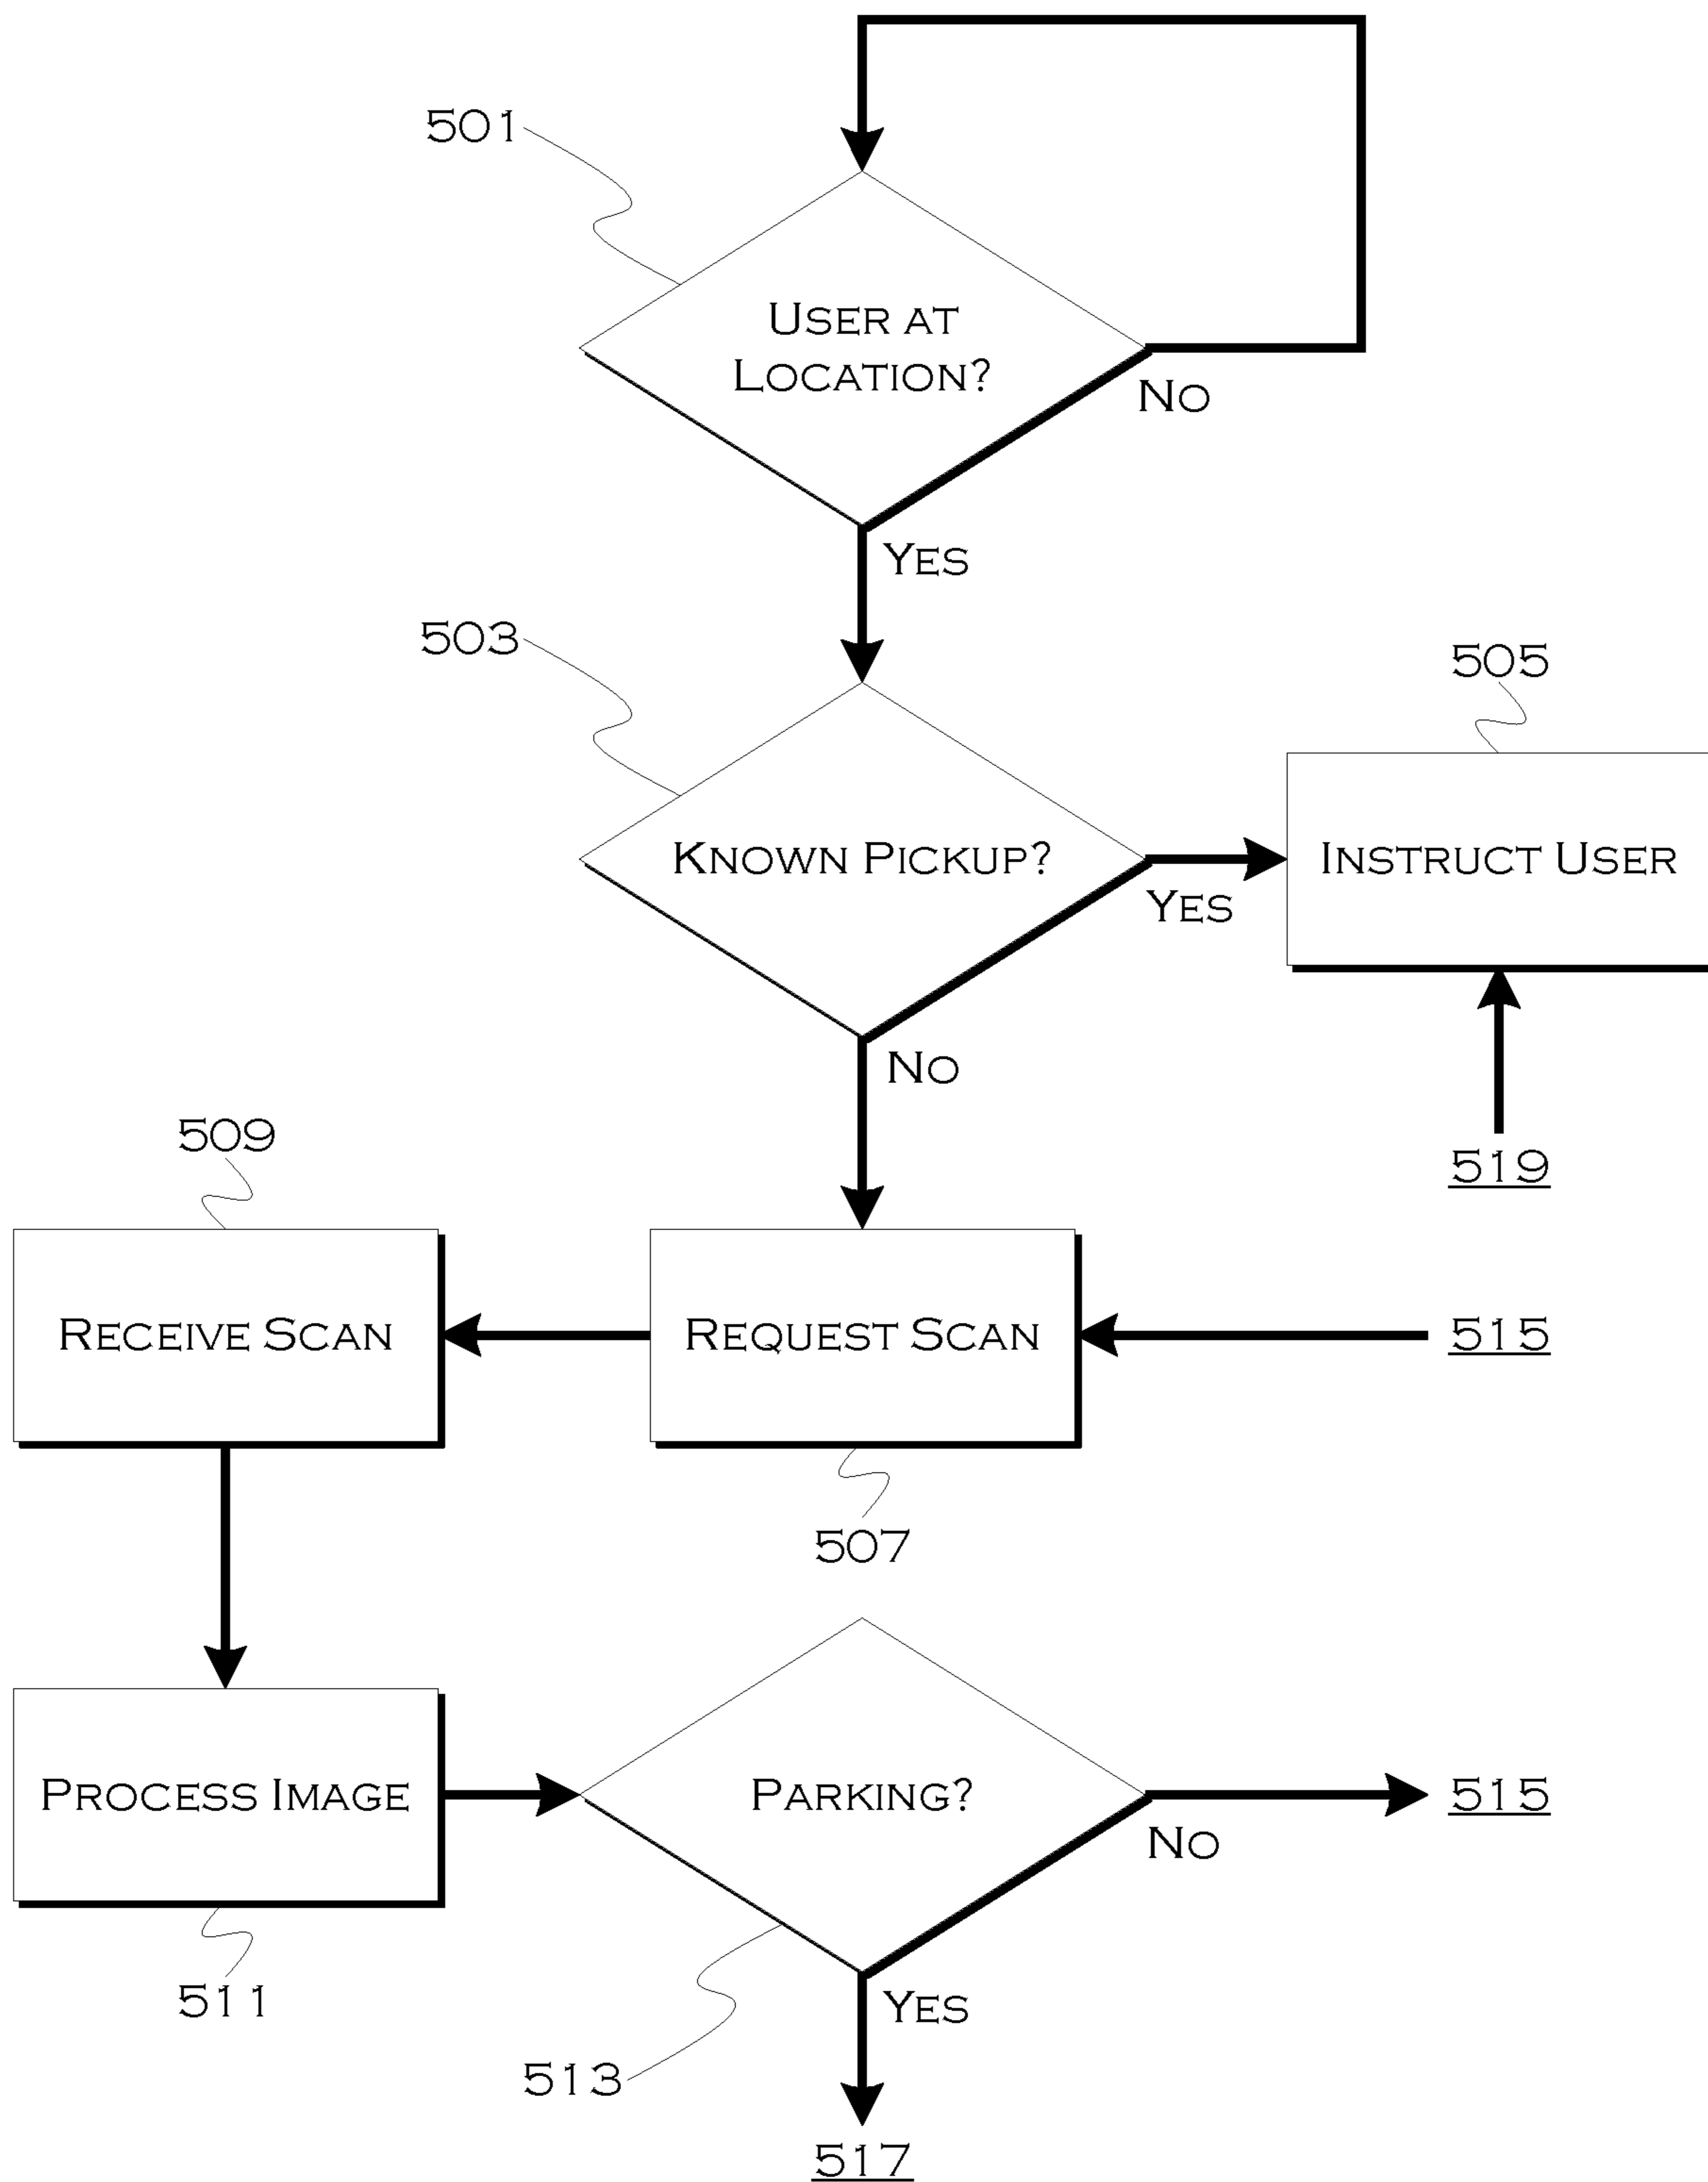 501
USER AT
LOCATION?
NO
YES
503
KNOWN PICKUP?
YES
505
INSTRUCT USER
NO
519
509
RECEIVE SCAN
REQUEST SCAN
515
507
PROCESS IMAGE
PARKING?
515
NO
511
YES
513
517